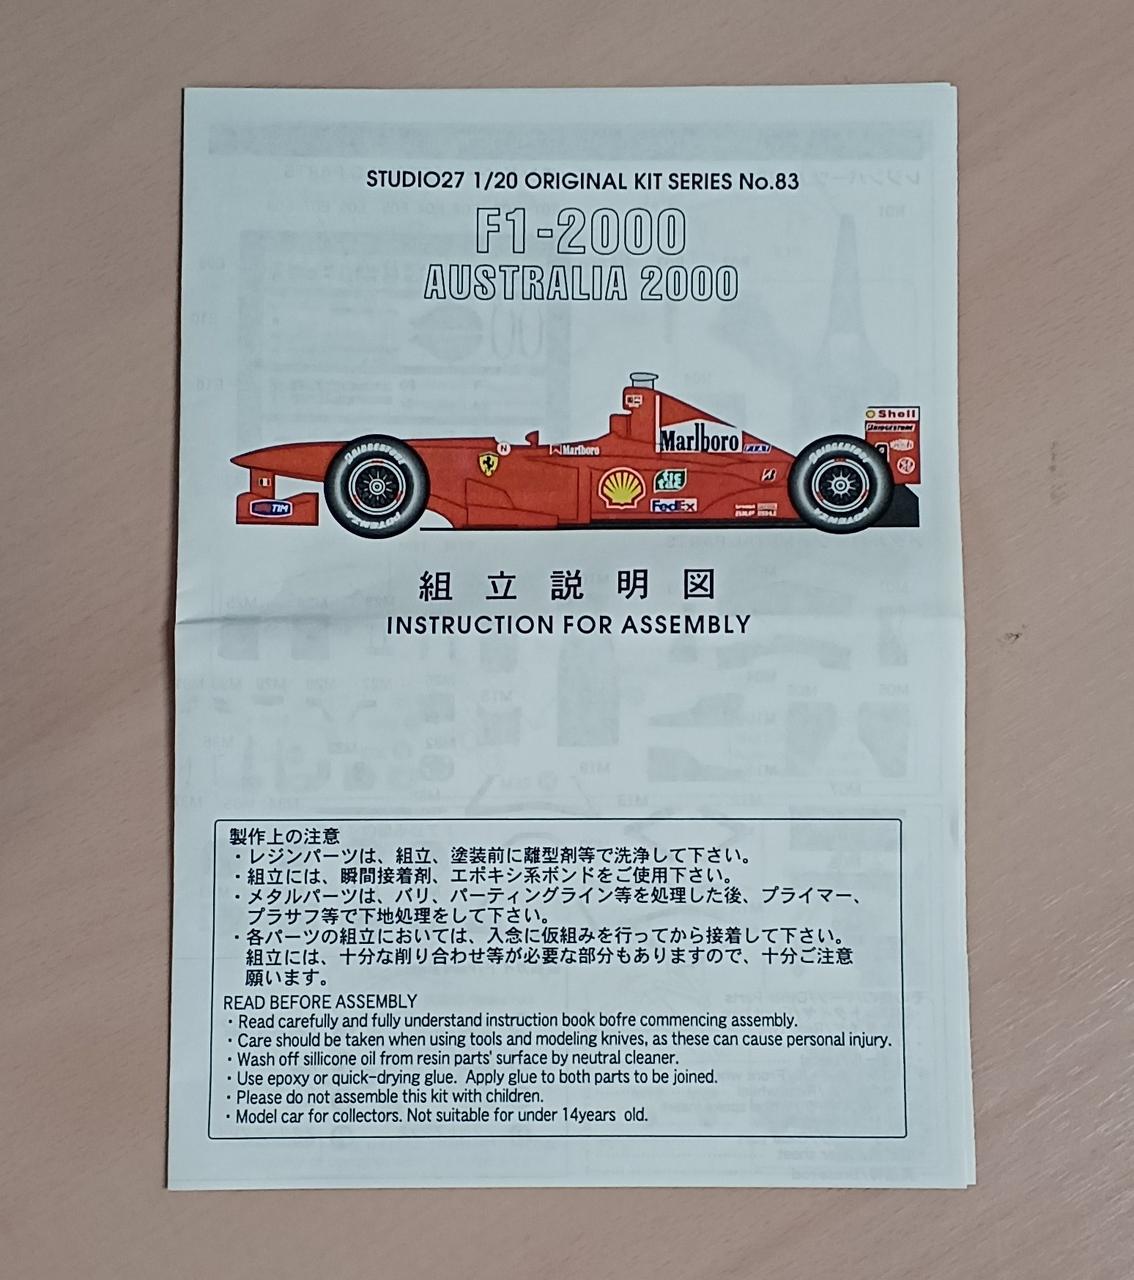 STUDIO27 1/20 ORIGINAL KIT SERIES No.83
F1-2000
AUSTRALIA 2000
Shell
BRIDGESTONE
Marlboro
Marlboro
FIAT
BRIDGESTONE
POTENZA
BRIDGESTONE
POTENZA
tic tac
FedEx
TIM
組立説明図
INSTRUCTION FOR ASSEMBLY
製作上の注意
・レジンパーツは、組立、塗装前に離型剤等で洗浄して下さい。
・組立には、瞬間接着剤、エポキシ系ボンドをご使用下さい。
・メタルパーツは、バリ、パーティングライン等を処理した後、プライマー、
プラサフ等で下地処理をして下さい。
・各パーツの組立においては、入念に仮組みを行ってから接着して下さい。
組立には、十分な削り合わせ等が必要な部分もありますので、十分ご注意
願います。
READ BEFORE ASSEMBLY
・Read carefully and fully understand instruction book bofre commencing assembly.
・Care should be taken when using tools and modeling knives, as these can cause personal injury.
・Wash off sillicone oil from resin parts' surface by neutral cleaner.
・Use epoxy or quick-drying glue. Apply glue to both parts to be joined.
・Please do not assemble this kit with children.
・Model car for collectors. Not suitable for under 14years old.